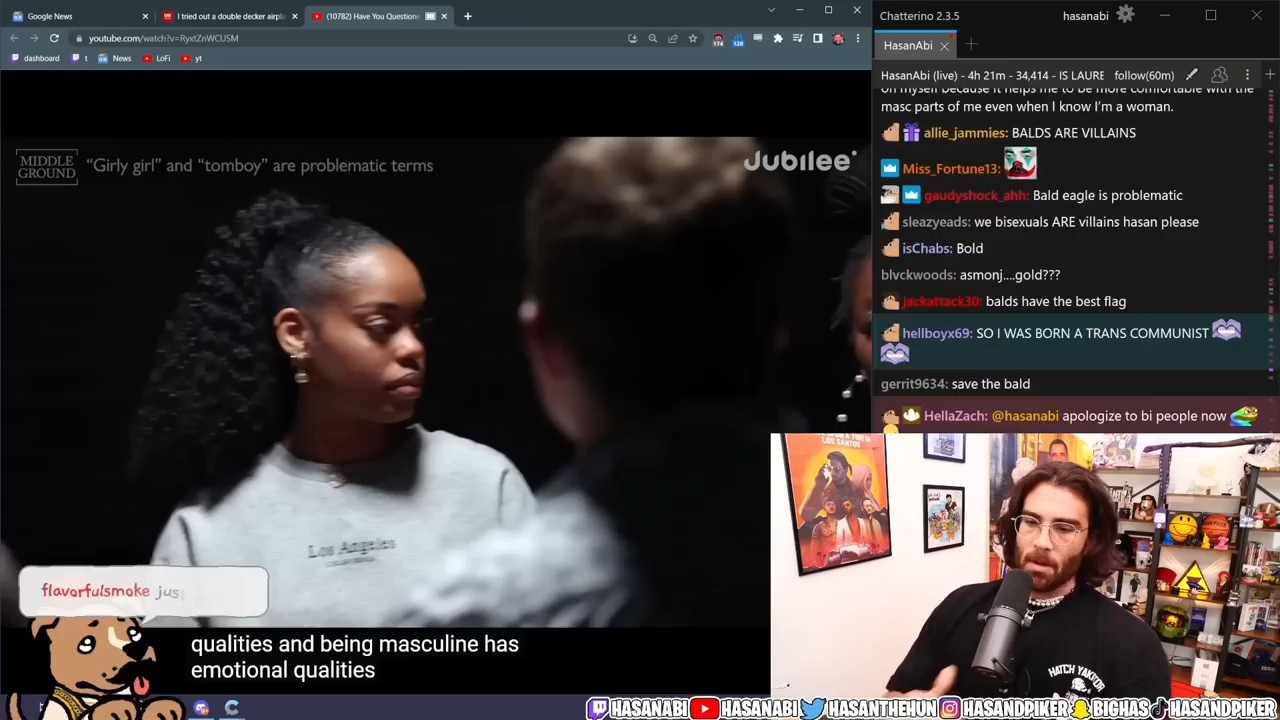 Google News
I tried out a double decker airpl
(10782) Have You Questione
youtube.com/watch?v=RyxtZnWCUSM
174
120
dashboard
t
News
LoFi
yt
MIDDLE
GROUND
“Girly girl” and “tomboy” are problematic terms
Jubilee
Los Angeles
flavorfulsmoke jus
qualities and being masculine has
emotional qualities
Chatterino 2.3.5
hasanabi
HasanAbi
HasanAbi (live) - 4h 21m - 34,414 - IS LAURE
follow(60m)
on myself because it helps me to be more comfortable with the
masc parts of me even when I know I'm a woman.
allie_jammies: BALDS ARE VILLAINS
Miss_Fortune13:
gaudyshock_ahh: Bald eagle is problematic
sleazyeads: we bisexuals ARE villains hasan please
isChabs: Bold
blvckwoods: asmonj....gold???
jackattack30: balds have the best flag
hellboyx69: SO I WAS BORN A TRANS COMMUNIST
gerrit9634: save the bald
HellaZach: @hasanabi apologize to bi people now
LOS SANTOS
HATCH YAKTOR
HASANABI
HASANABI
HASANTHEHUN
HASANDPIKER
BIGHAS
HASANDPIKER